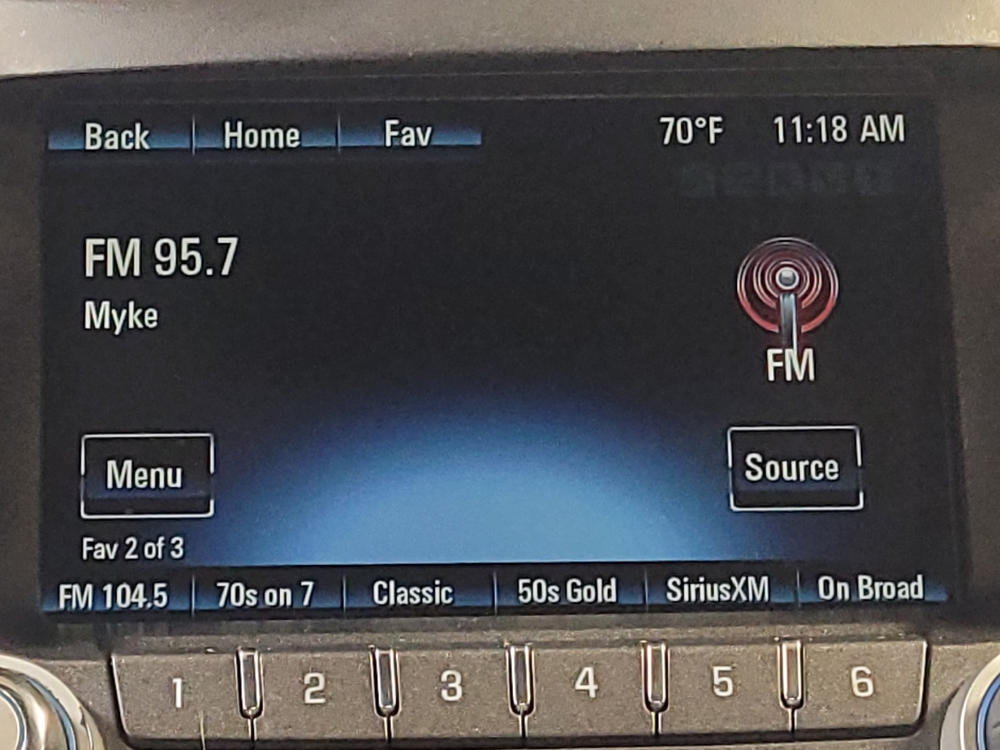 Back Home Fav 70°F 11:18 AM
FM 95.7
Myke
FM
Menu Source
Fav 2 of 3
FM 104.5 70s on 7 Classic 50s Gold SiriusXM On Broad
1 2 3 4 5 6